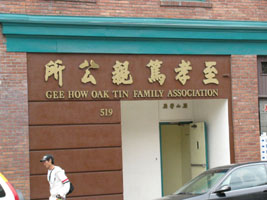 至孝篤親公所
GEE HOW OAK TIN FAMILY ASSOCIATION
519